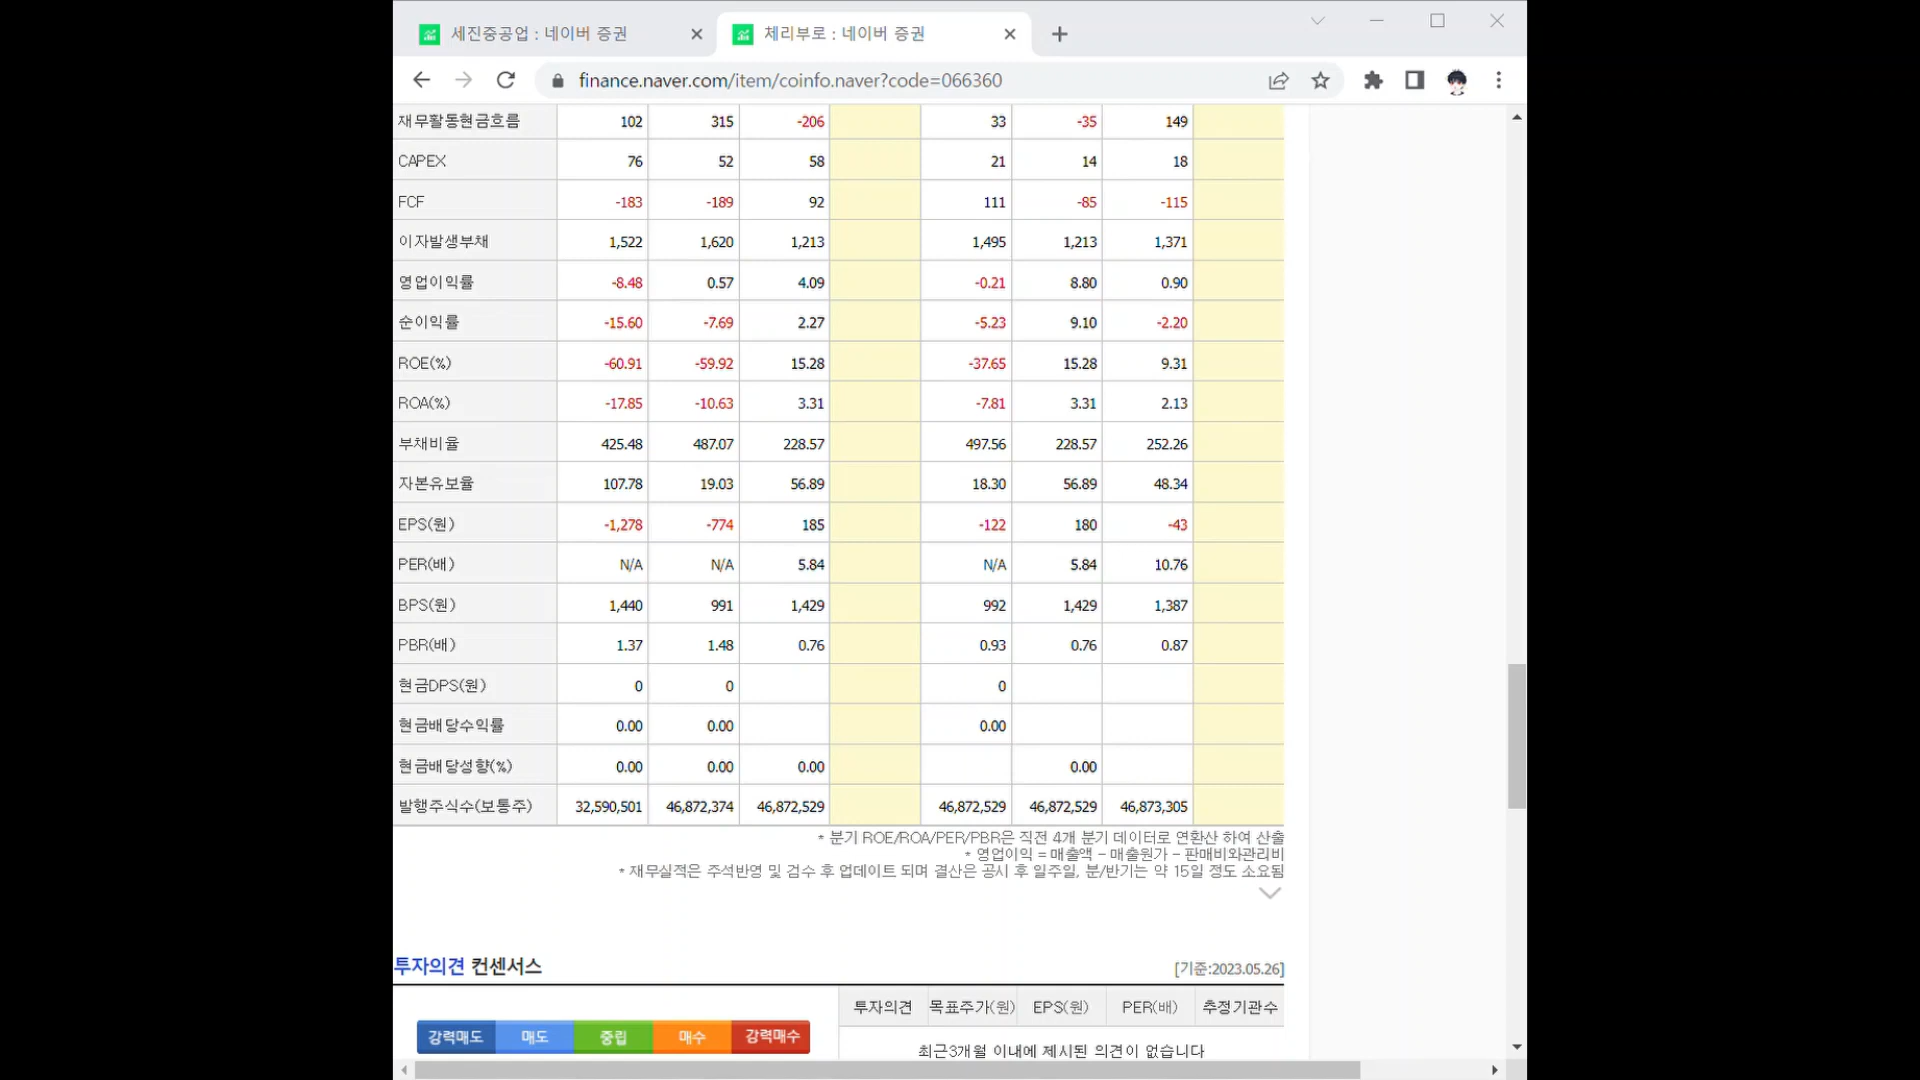 세진중공업 : 네이버 증권
체리부로 : 네이버 증권
finance.naver.com/item/coinfo.naver?code=066360
재무활동현금흐름 102 315 -206 33 -35 149
CAPEX 76 52 58 21 14 18
FCF -183 -189 92 111 -85 -115
이자발생부채 1,522 1,620 1,213 1,495 1,213 1,371
영업이익률 -8.48 0.57 4.09 -0.21 8.80 0.90
순이익률 -15.60 -7.69 2.27 -5.23 9.10 -2.20
ROE(%) -60.91 -59.92 15.28 -37.65 15.28 9.31
ROA(%) -17.85 -10.63 3.31 -7.81 3.31 2.13
부채비율 425.48 487.07 228.57 497.56 228.57 252.26
자본유보율 107.78 19.03 56.89 18.30 56.89 48.34
EPS(원) -1,278 -774 185 -122 180 -43
PER(배) N/A N/A 5.84 N/A 5.84 10.76
BPS(원) 1,440 991 1,429 992 1,429 1,387
PBR(배) 1.37 1.48 0.76 0.93 0.76 0.87
현금DPS(원) 0 0 0
현금배당수익률 0.00 0.00 0.00
현금배당성향(%) 0.00 0.00 0.00 0.00
발행주식수(보통주) 32,590,501 46,872,374 46,872,529 46,872,529 46,872,529 46,873,305
* 분기 ROE/ROA/PER/PBR은 직전 4개 분기 데이터로 연환산 하여 산출
* 영업이익 = 매출액 - 매출원가 - 판매비와관리비
* 재무실적은 주석반영 및 검수 후 업데이트 되며 결산은 공시 후 일주일, 분/반기는 약 15일 정도 소요됨
투자의견 컨센서스 [기준:2023.05.26]
투자의견 목표주가(원) EPS(원) PER(배) 추정기관수
강력매도 매도 중립 매수 강력매수
최근3개월 이내에 제시된 의견이 없습니다